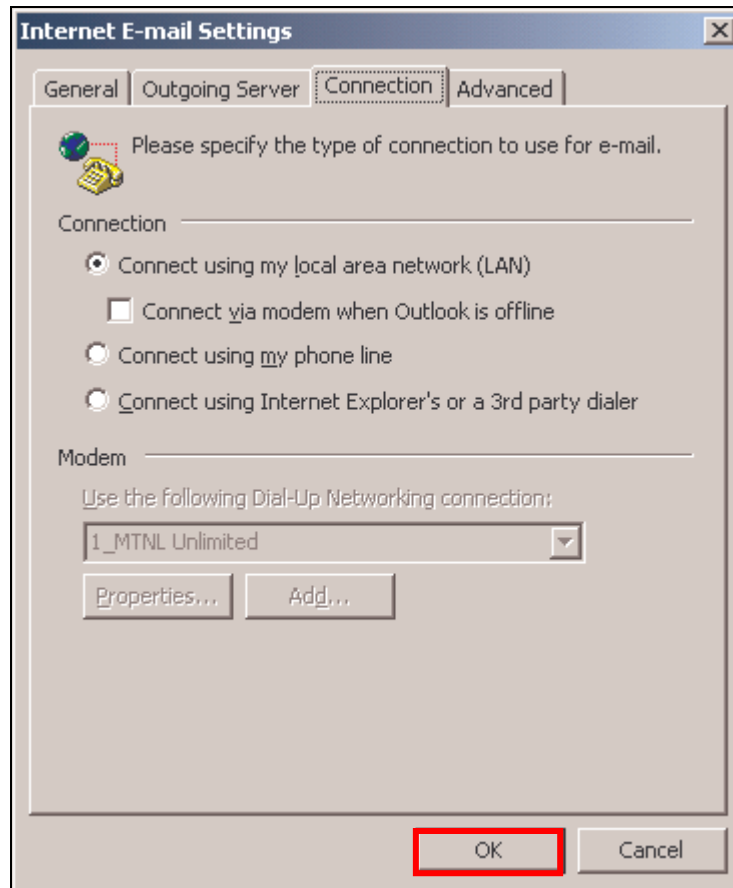 Internet E-mail Settings
General Outgoing Server Connection Advanced
Please specify the type of connection to use for e-mail.
Connection
Connect using my local area network (LAN)
Connect via modem when Outlook is offline
Connect using my phone line
Connect using Internet Explorer's or a 3rd party dialer
Modem
Use the following Dial-Up Networking connection:
1_MTNL Unlimited
Properties... Add...
OK Cancel